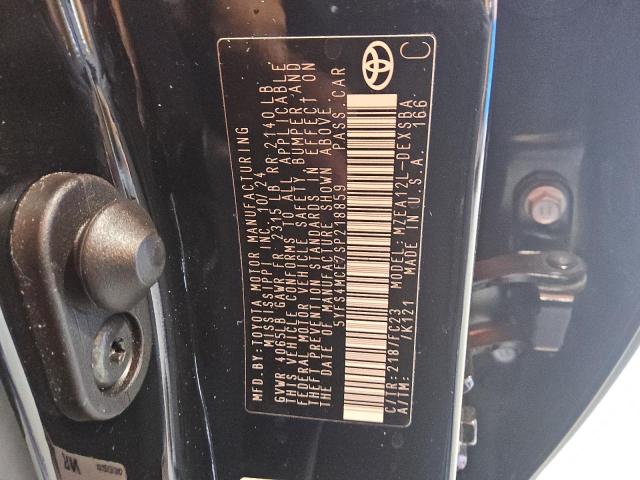 MFD.BY:TOYOTA MOTOR MANUFACTURING
MISSISSIPPI INC. 10/24
GVWR 4065LB GAWR FR 2315 LB RR 2140LB
THIS VEHICLE CONFORMS TO ALL APPLICABLE
FEDERAL MOTOR VEHICLE SAFETY, BUMPER AND
THEFT PREVENTION STANDARDS IN EFFECT ON
THE DATE OF MANUFACTURE SHOWN ABOVE.
5YFS4MCE7SP218859 PASS.CAR
C/TR:218/FC23 MODEL:MZEA12L-DEXSBA
A/TM: /K121 MADE IN U.S.A. 166
C